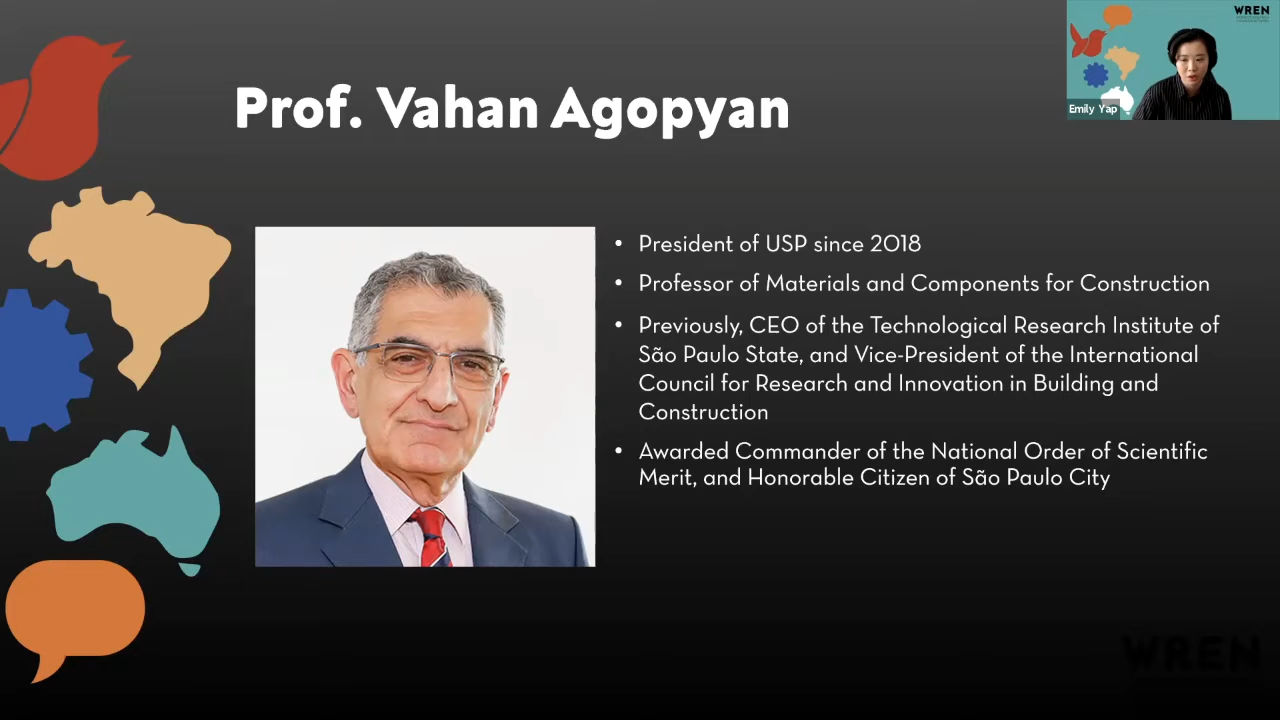 WREN
Emily Yap
Prof. Vahan Agopyan
• President of USP since 2018
• Professor of Materials and Components for Construction
• Previously, CEO of the Technological Research Institute of
São Paulo State, and Vice-President of the International
Council for Research and Innovation in Building and
Construction
• Awarded Commander of the National Order of Scientific
Merit, and Honorable Citizen of São Paulo City
WREN